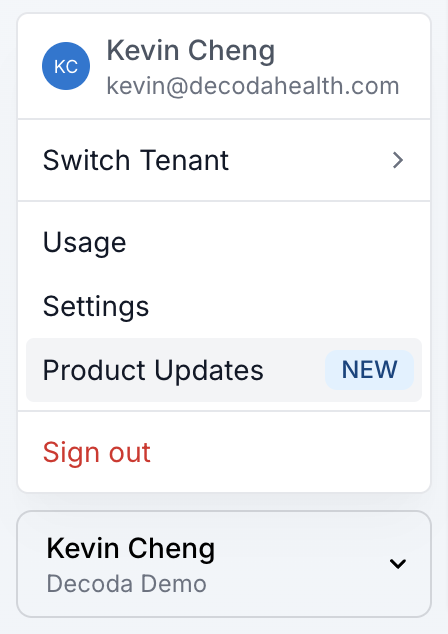 KC
Kevin Cheng
kevin@decodahealth.com
Switch Tenant
Usage
Settings
Product Updates NEW
Sign out
Kevin Cheng
Decoda Demo